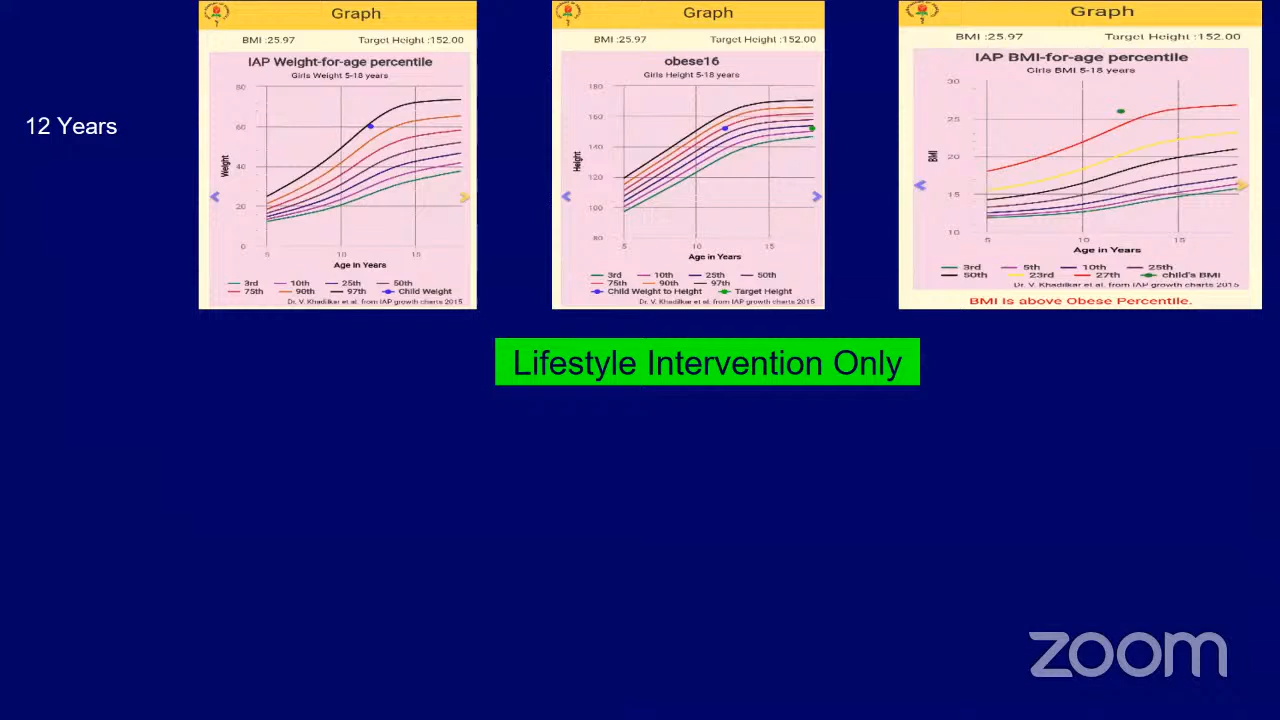 12 Years
Graph
BMI :25.97 Target Height :152.00
IAP Weight-for-age percentile
Girls Weight 5-18 years
80
60
40
20
0
5 10 15
Weight
Age in Years
3rd 10th 25th 50th
75th 90th 97th Child Weight
Dr. V. Khadilkar et al. from IAP growth charts 2015
Graph
BMI :25.97 Target Height :152.00
obese16
Girls Height 5-18 years
180
160
140
120
100
80
5 10 15
Height
Age in Years
3rd 10th 25th 50th
75th 90th 97th
Child Weight to Height Target Height
Dr. V. Khadilkar et al. from IAP growth charts 2015
Graph
BMI :25.97 Target Height :152.00
IAP BMI-for-age percentile
Girls BMI 5-18 years
30
25
20
15
10
5 10 15
BMI
Age in Years
3rd 5th 10th 25th
50th 23rd 27th child's BMI
Dr. V. Khadilkar et al. from IAP growth charts 2015
BMI is above Obese Percentile.
Lifestyle Intervention Only
zoom